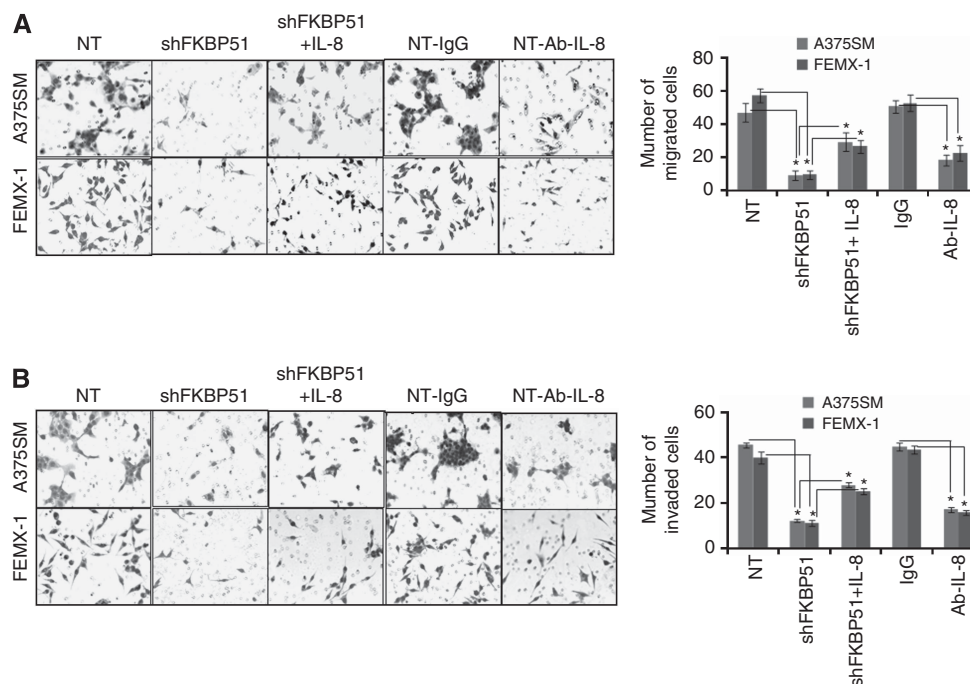 A
NT
shFKBP51
shFKBP51
+IL-8
NT-IgG
NT-Ab-IL-8
A375SM
FEMX-1
A375SM
FEMX-1
Mumber of
migrated cells
80
60
40
20
0
* *
* *
* *
NT
shFKBP51
shFKBP51+ IL-8
IgG
Ab-IL-8
B
NT
shFKBP51
shFKBP51
+IL-8
NT-IgG
NT-Ab-IL-8
A375SM
FEMX-1
A375SM
FEMX-1
Mumber of
invaded cells
60
40
20
0
* *
* *
* *
NT
shFKBP51
shFKBP51+IL-8
IgG
Ab-IL-8